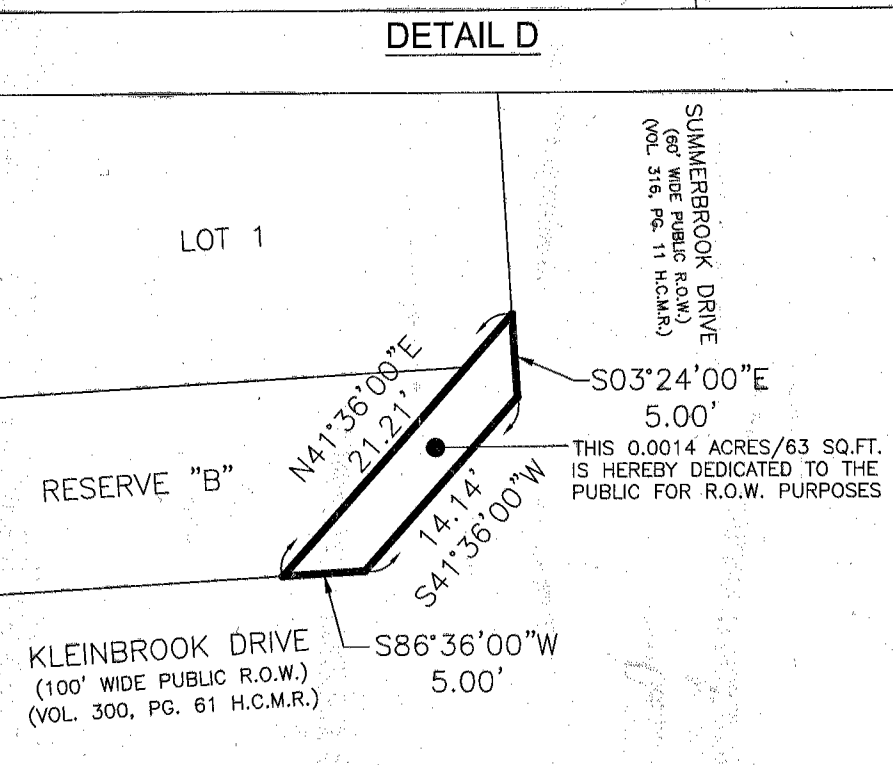 DETAIL D
LOT 1
SUMMERBROOK DRIVE
(60' WIDE PUBLIC R.O.W.)
(VOL. 316, PG. 11 H.C.M.R.)
N41°36'00"E
21.21'
S03°24'00"E
5.00'
THIS 0.0014 ACRES/63 SQ.FT.
IS HEREBY DEDICATED TO THE
PUBLIC FOR R.O.W. PURPOSES
RESERVE "B"
14.14'
S41°36'00"W
KLEINBROOK DRIVE
(100' WIDE PUBLIC R.O.W.)
(VOL. 300, PG. 61 H.C.M.R.)
S86°36'00"W
5.00'